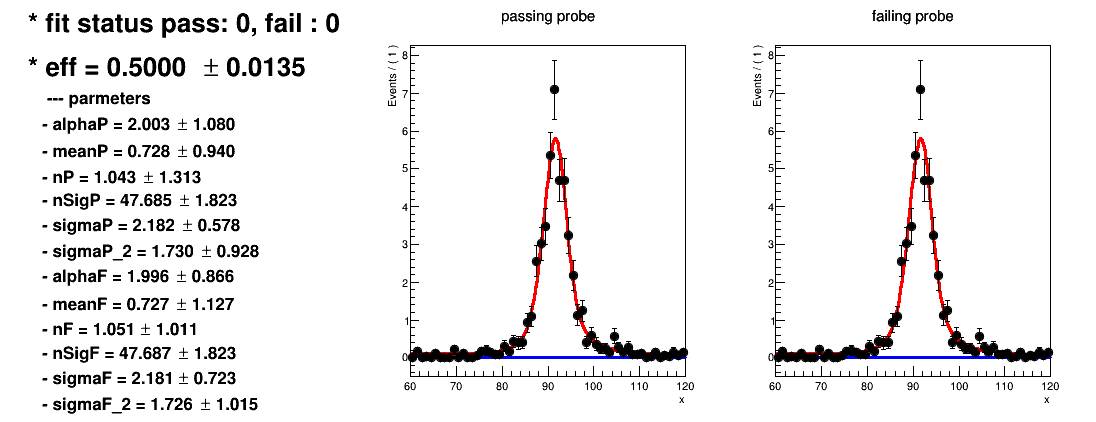 * fit status pass: 0, fail : 0
* eff = 0.5000 ± 0.0135
--- parmeters
- alphaP = 2.003 ± 1.080
- meanP = 0.728 ± 0.940
- nP = 1.043 ± 1.313
- nSigP = 47.685 ± 1.823
- sigmaP = 2.182 ± 0.578
- sigmaP_2 = 1.730 ± 0.928
- alphaF = 1.996 ± 0.866
- meanF = 0.727 ± 1.127
- nF = 1.051 ± 1.011
- nSigF = 47.687 ± 1.823
- sigmaF = 2.181 ± 0.723
- sigmaF_2 = 1.726 ± 1.015
passing probe
Events / ( 1 )
8
7
6
5
4
3
2
1
0
60 70 80 90 100 110 120
x
failing probe
Events / ( 1 )
8
7
6
5
4
3
2
1
0
60 70 80 90 100 110 120
x